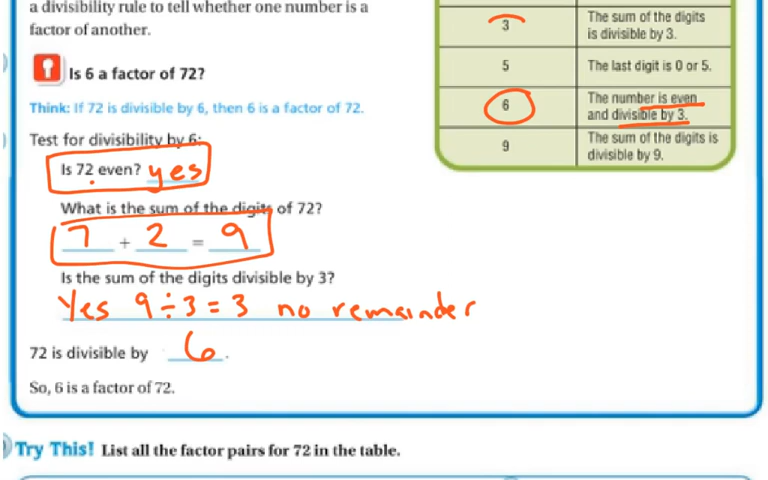 a divisibility rule to tell whether one number is a
factor of another.
Is 6 a factor of 72?
Think: If 72 is divisible by 6, then 6 is a factor of 72.
Test for divisibility by 6:
Is 72 even? yes
What is the sum of the digits of 72?
7 + 2 = 9
Is the sum of the digits divisible by 3?
Yes 9÷3=3 no remainder
72 is divisible by 6.
So, 6 is a factor of 72.
3 The sum of the digits
is divisible by 3.
5 The last digit is 0 or 5.
6 The number is even
and divisible by 3.
9 The sum of the digits is
divisible by 9.
Try This! List all the factor pairs for 72 in the table.